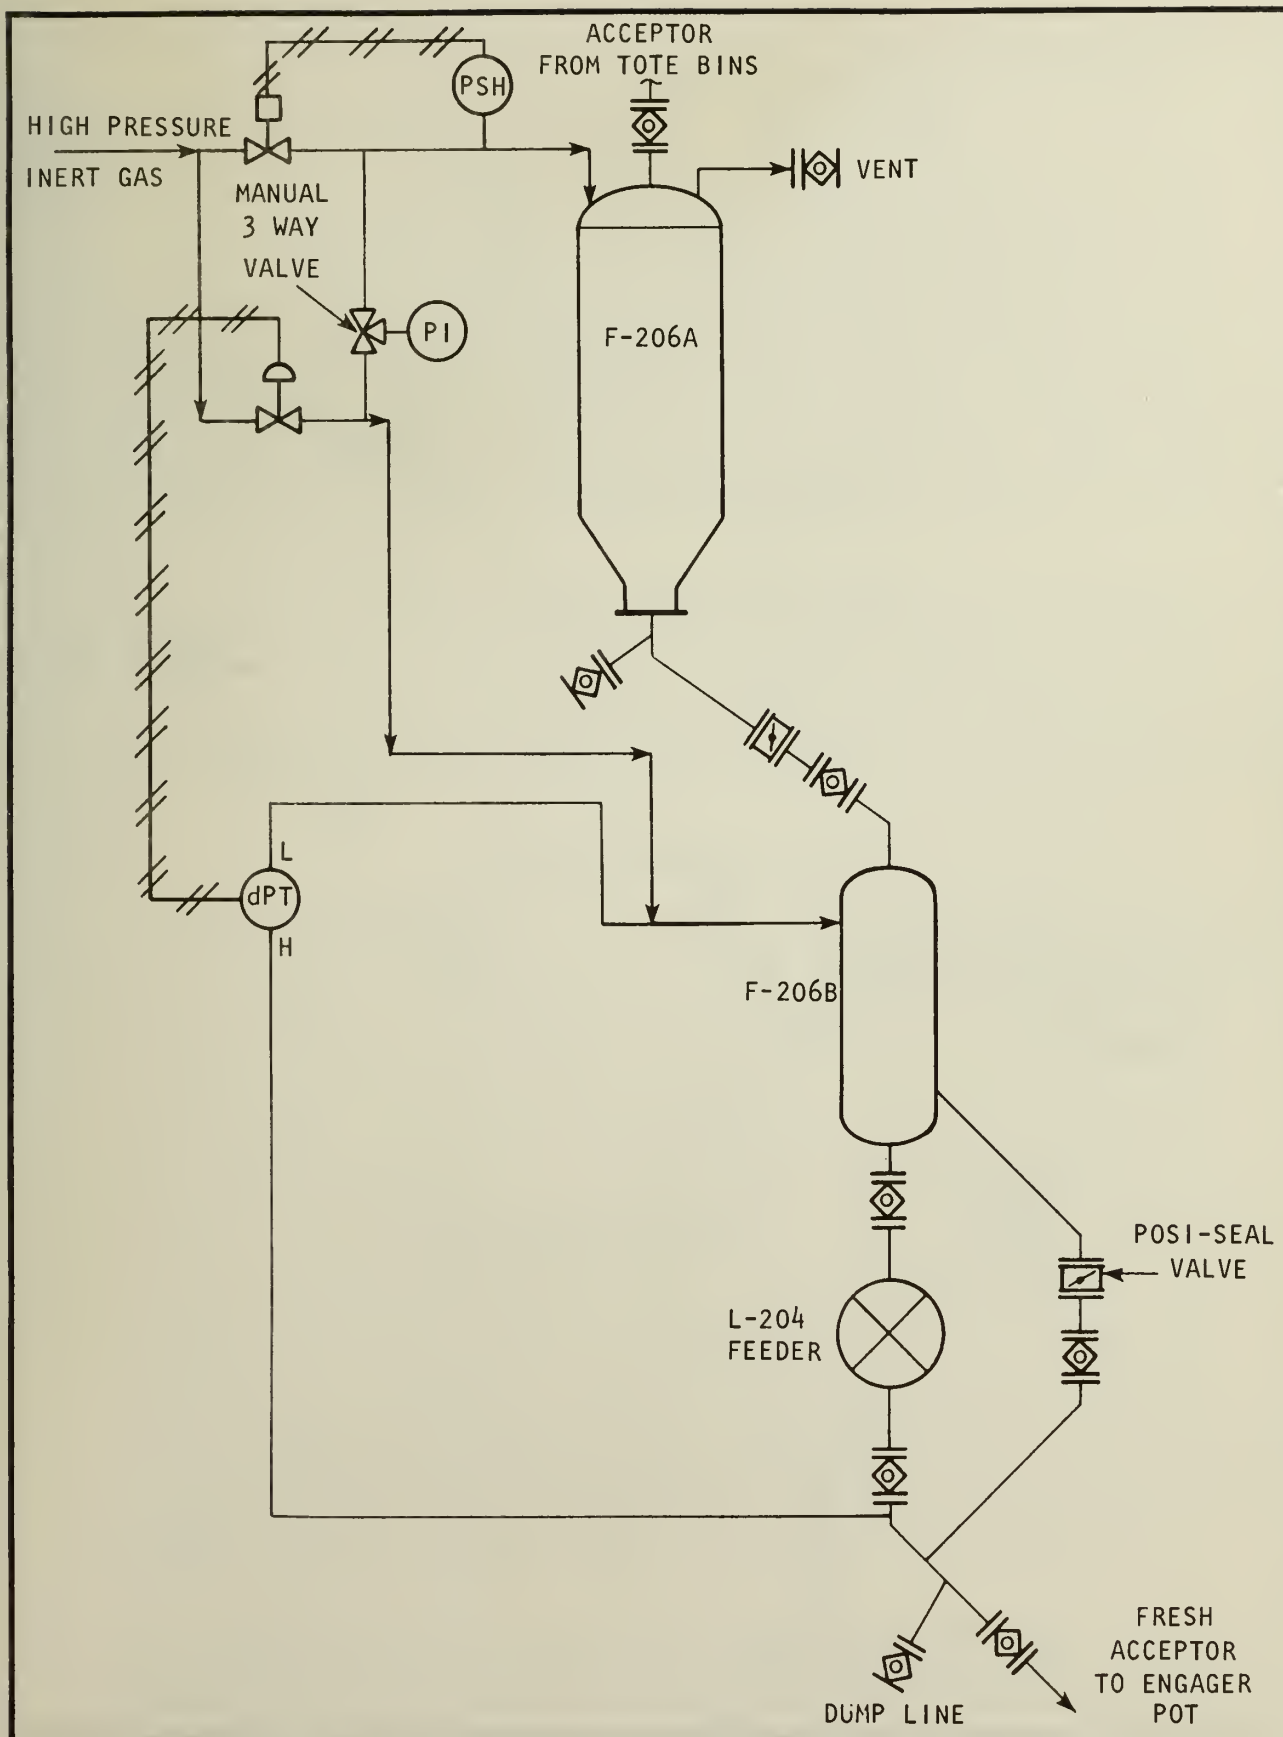 ACCEPTOR
FROM TOTE BINS
PSH
HIGH PRESSURE
INERT GAS
VENT
MANUAL
3 WAY
VALVE
PI
F-206A
L
dPT
H
F-206B
POSI-SEAL
VALVE
L-204
FEEDER
FRESH
ACCEPTOR
TO ENGAGER
POT
DUMP LINE